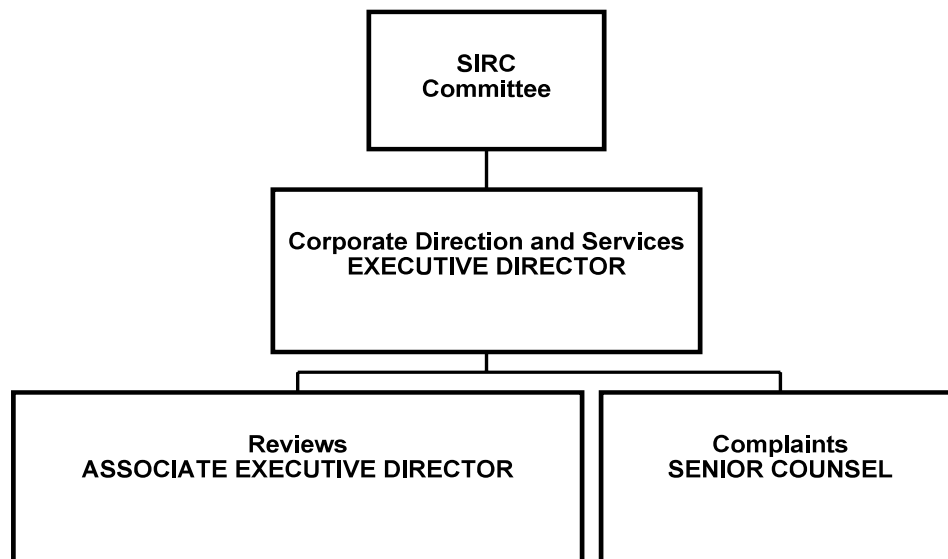 SIRC
Committee
Corporate Direction and Services
EXECUTIVE DIRECTOR
Reviews
ASSOCIATE EXECUTIVE DIRECTOR
Complaints
SENIOR COUNSEL